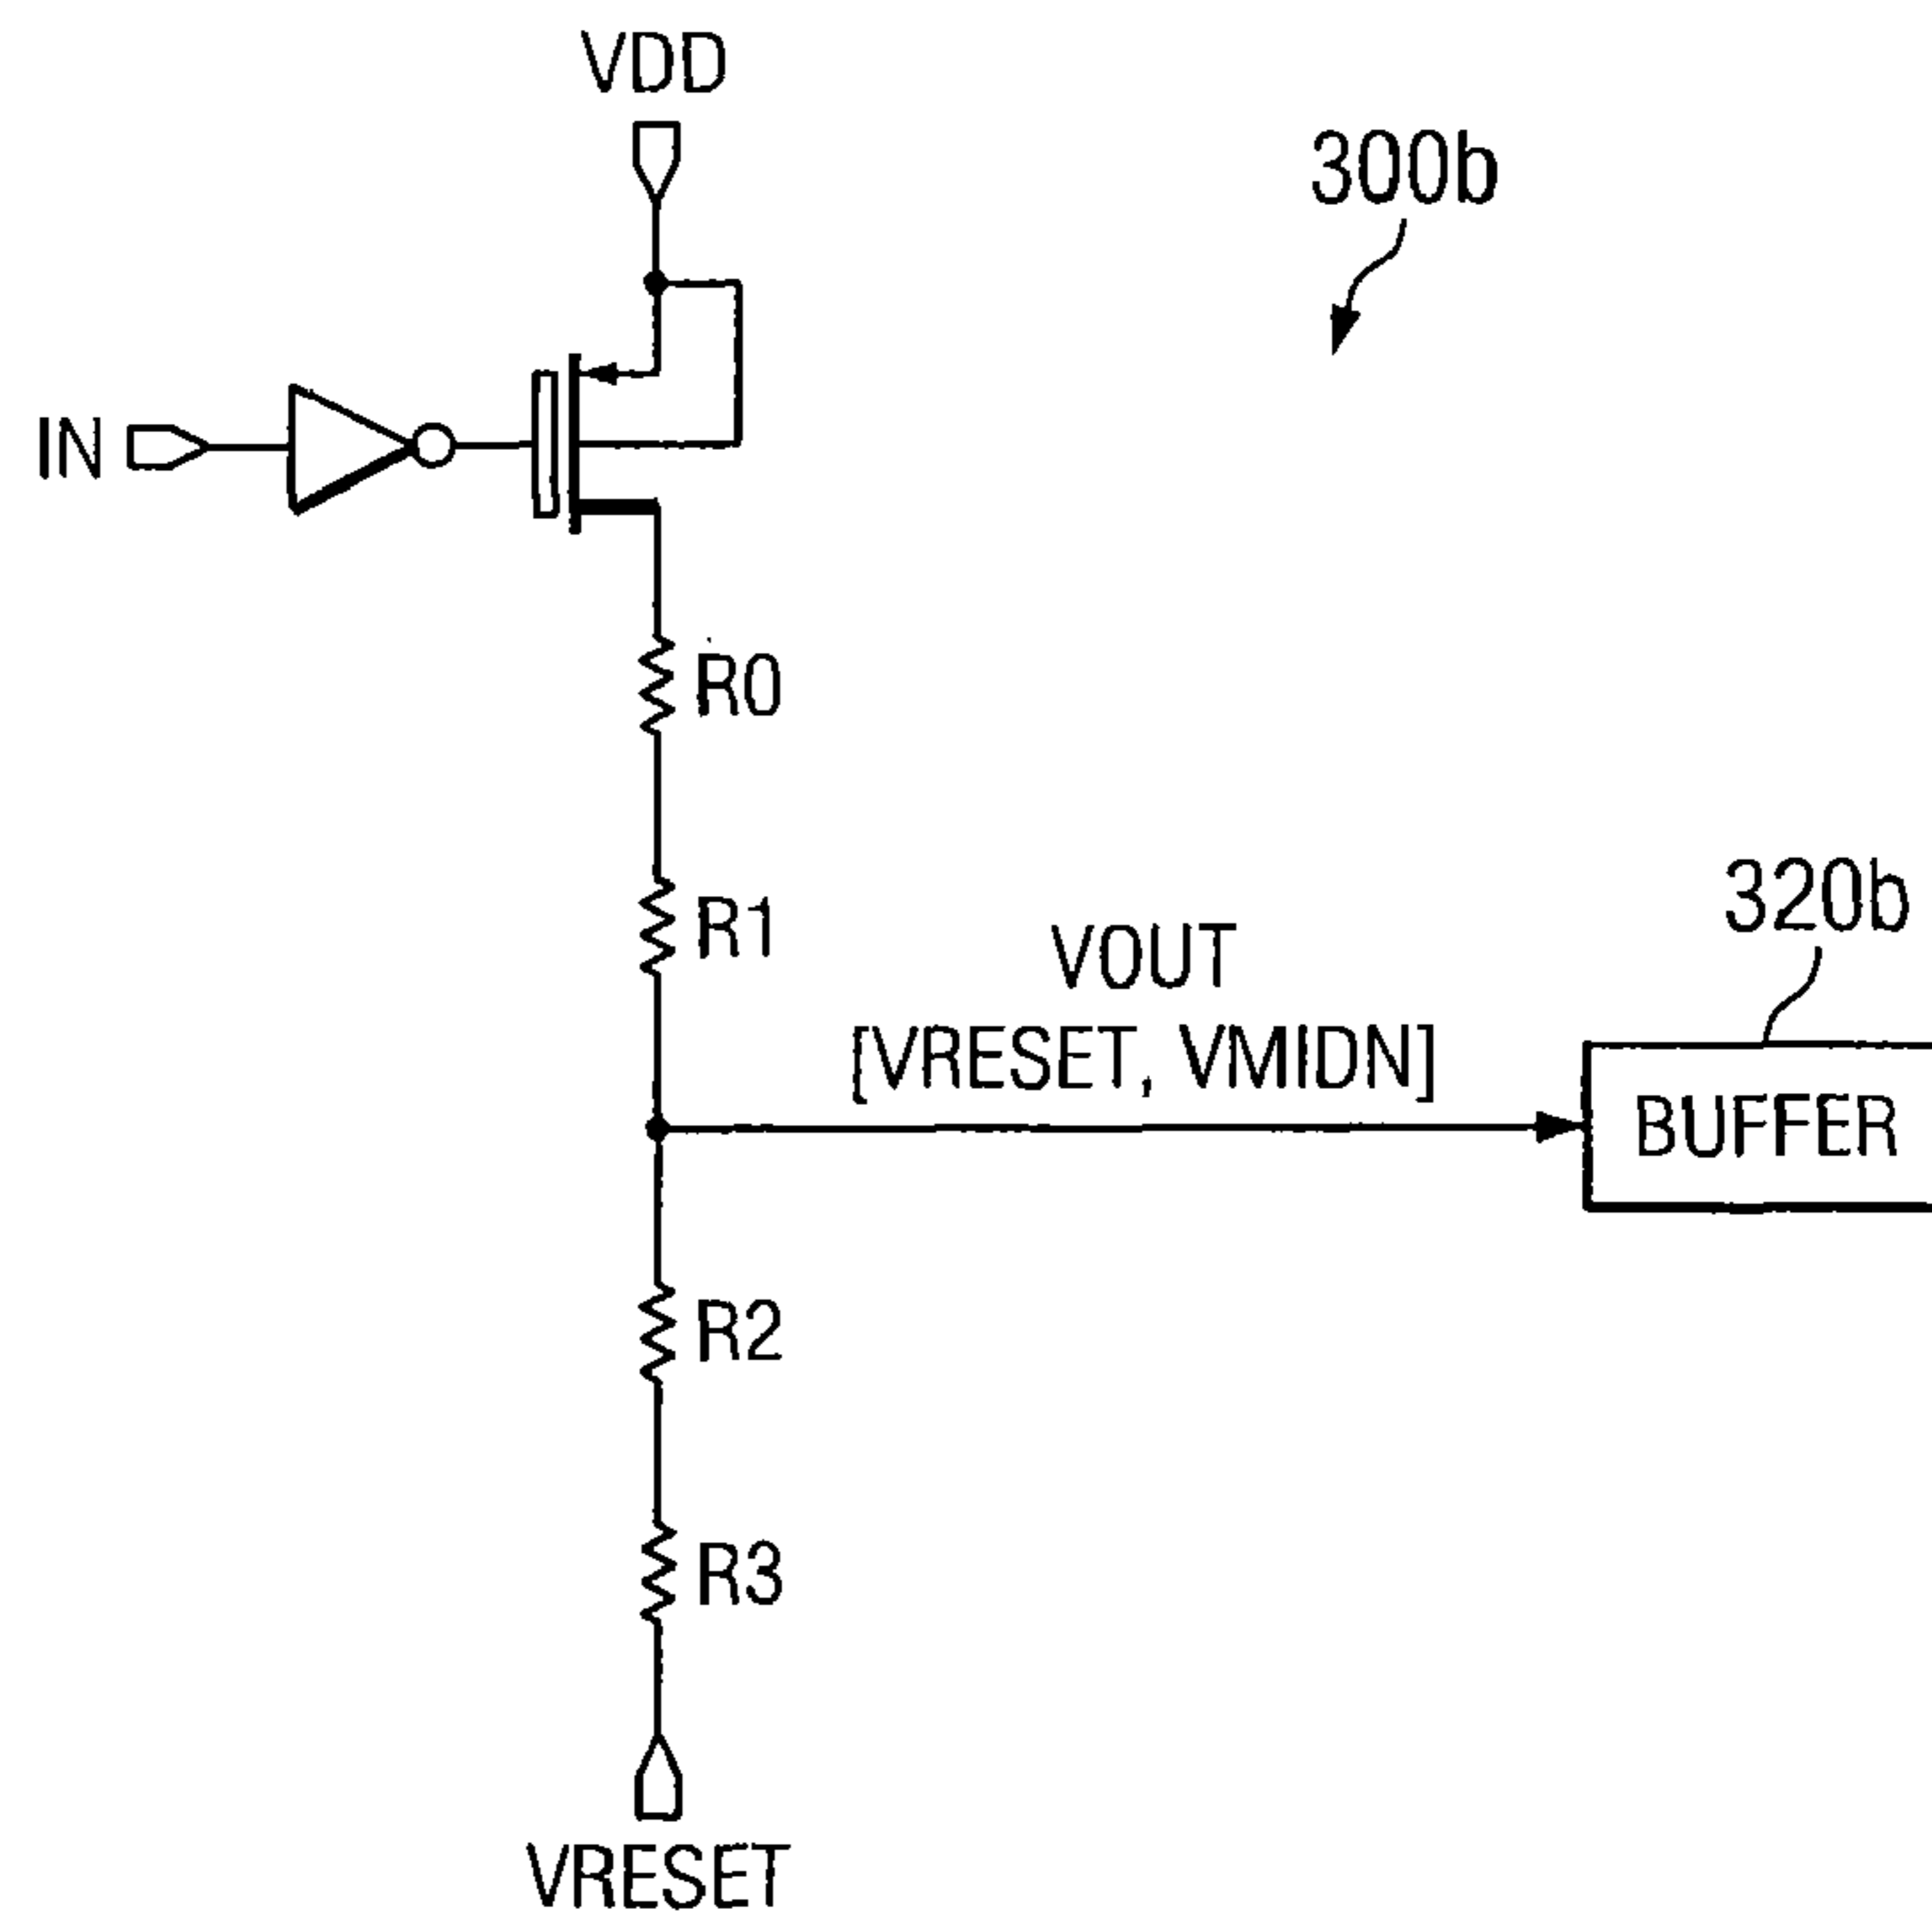 VDD
300b
IN
R0
R1
320b
VOUT
[VRESET, VMIDN]
BUFFER
R2
R3
VRESET